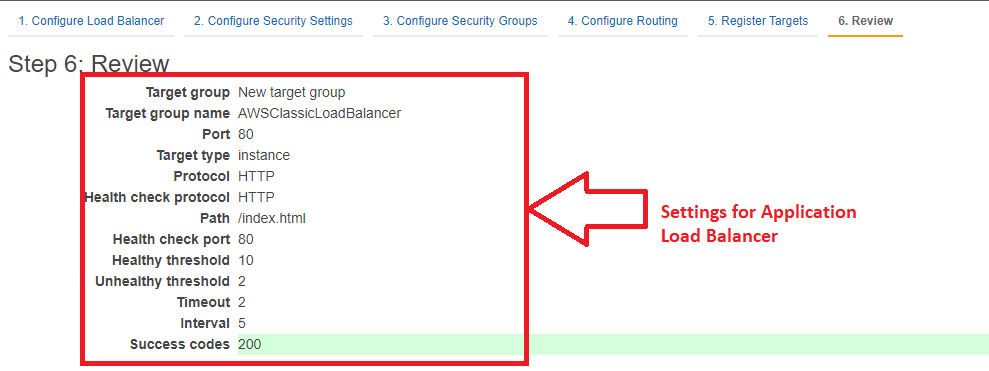 1. Configure Load Balancer 2. Configure Security Settings 3. Configure Security Groups 4. Configure Routing 5. Register Targets 6. Review
Step 6: Review
Target group New target group
Target group name AWSClassicLoadBalancer
Port 80
Target type instance
Protocol HTTP
Health check protocol HTTP
Path /index.html
Health check port 80
Healthy threshold 10
Unhealthy threshold 2
Timeout 2
Interval 5
Success codes 200
Settings for Application
Load Balancer